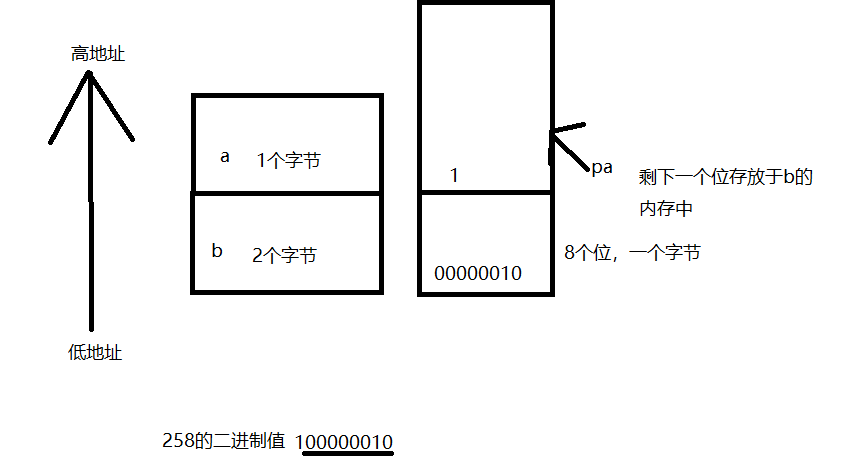 高地址
a 1个字节
b 2个字节
低地址
1
pa
剩下一个位存放于b的
内存中
00000010
8个位，一个字节
258的二进制值 100000010